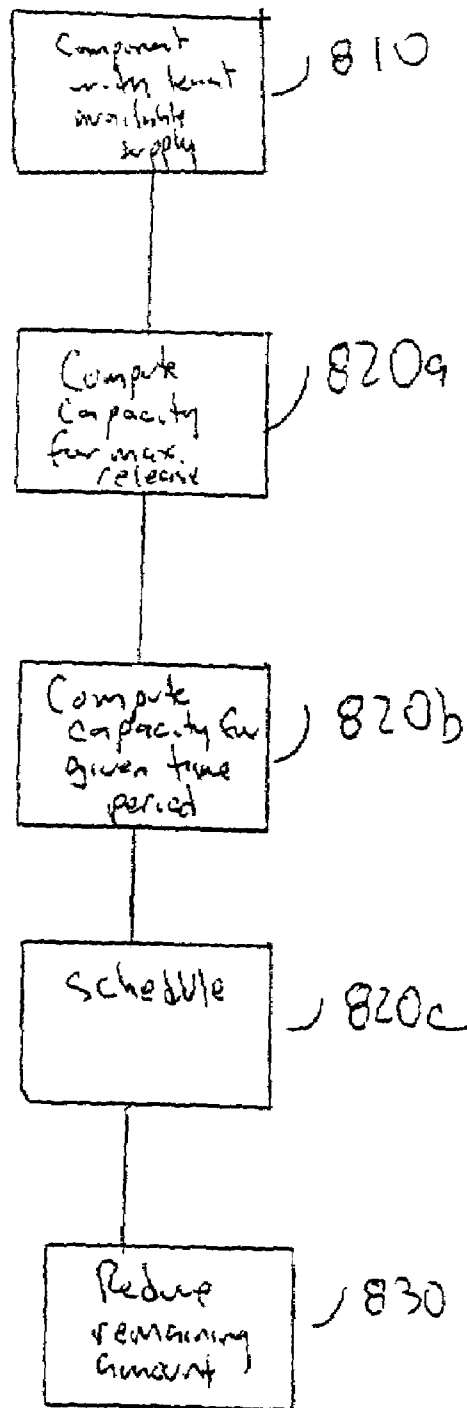 Component
with least
available
supply
810
Compute
Capacity
for max.
release
820a
Compute
capacity for
given time
period
820b
Schedule
820c
Reduce
remaining
amount
830